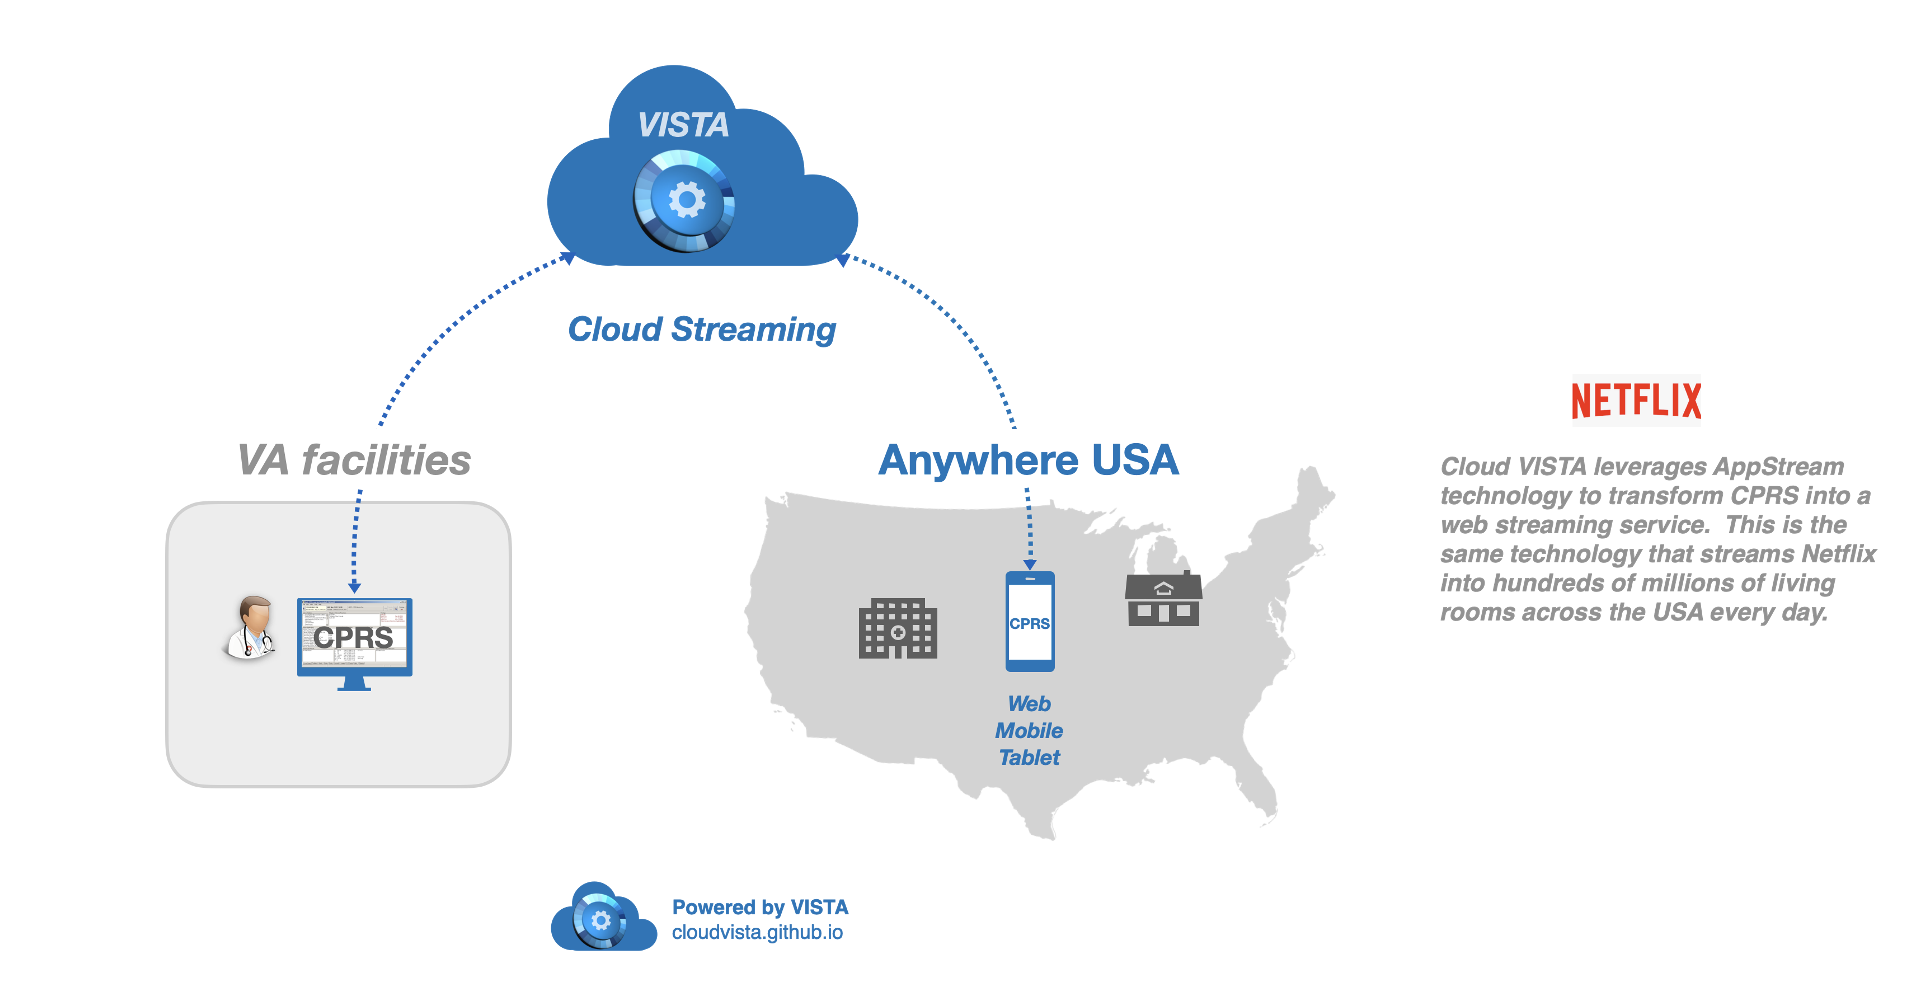 VISTA
Cloud Streaming
VA facilities
CPRS
Anywhere USA
CPRS
Web
Mobile
Tablet
NETFLIX
Cloud VISTA leverages AppStream
technology to transform CPRS into a
web streaming service.  This is the
same technology that streams Netflix
into hundreds of millions of living
rooms across the USA every day.
Powered by VISTA
cloudvista.github.io